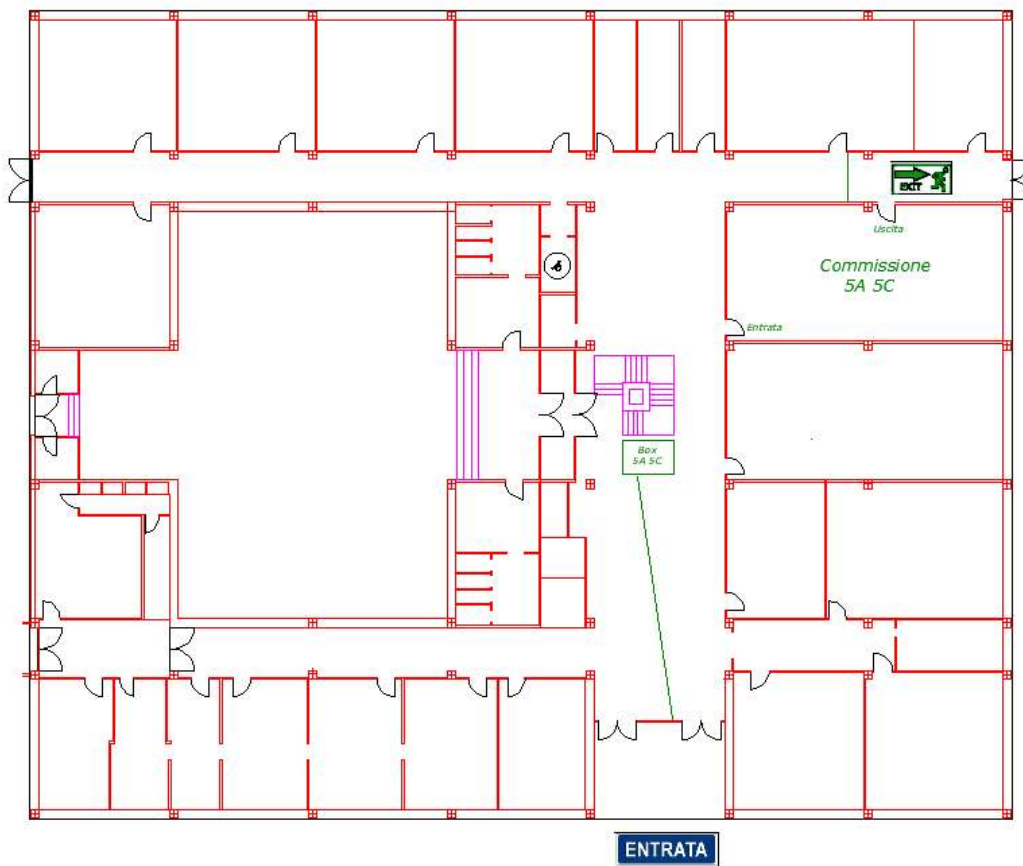 EXIT
Uscita
Commissione
5A 5C
Entrata
Box
5A 5C
ENTRATA